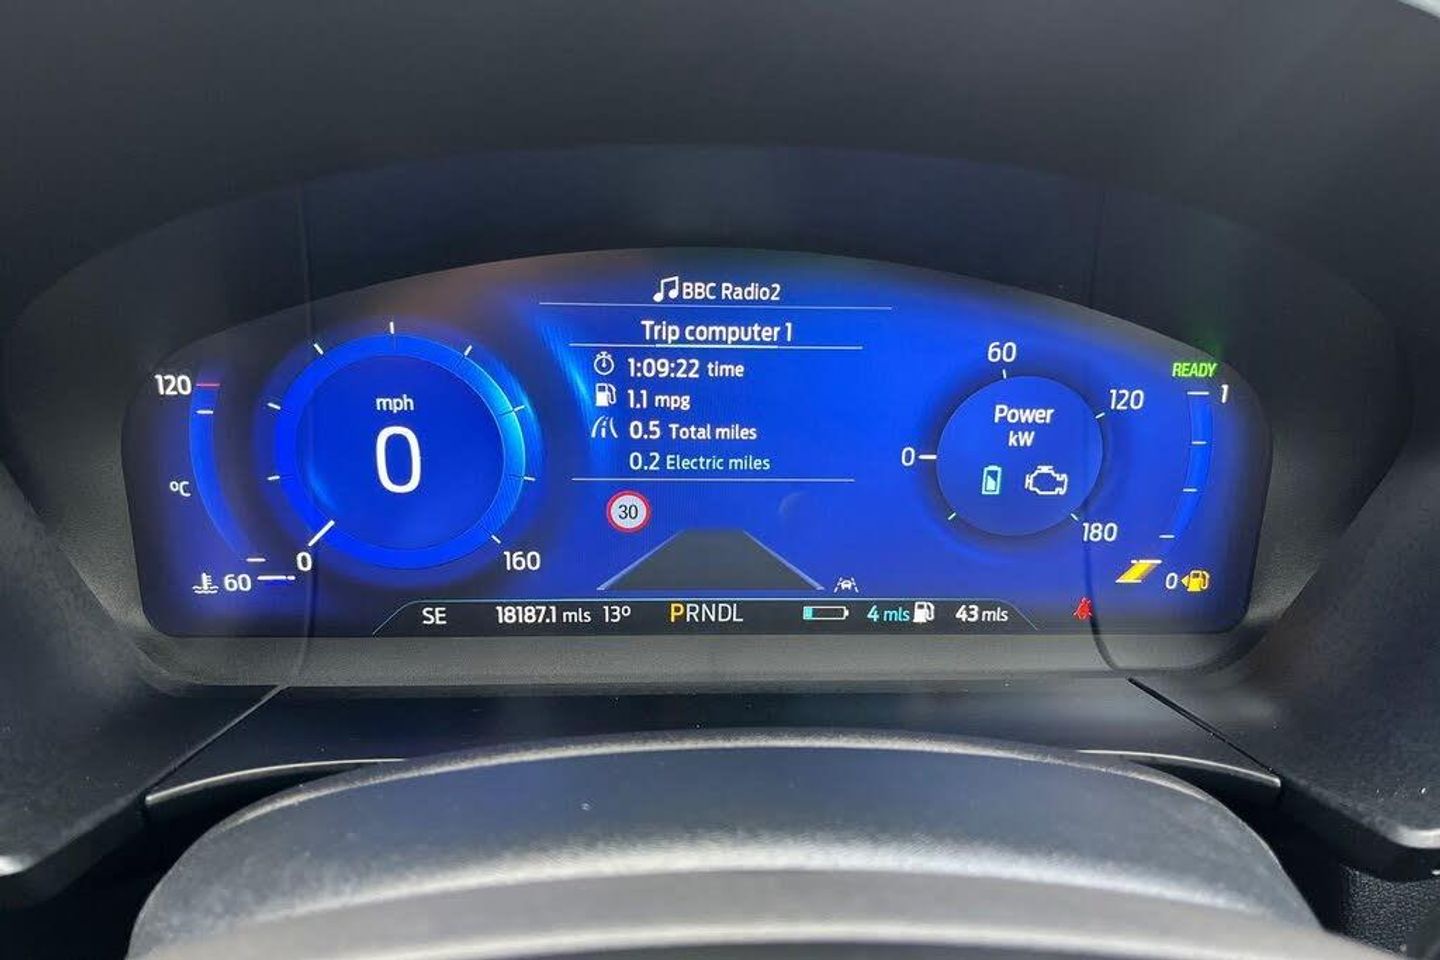 BBC Radio2
Trip computer 1
1:09:22 time
1.1 mpg
0.5 Total miles
0.2 Electric miles
30
120
°C
60
mph
0
0
160
60
120
Power
kW
0
180
READY
1
0
SE 18187.1 mls 13° PRNDL 4 mls 43 mls